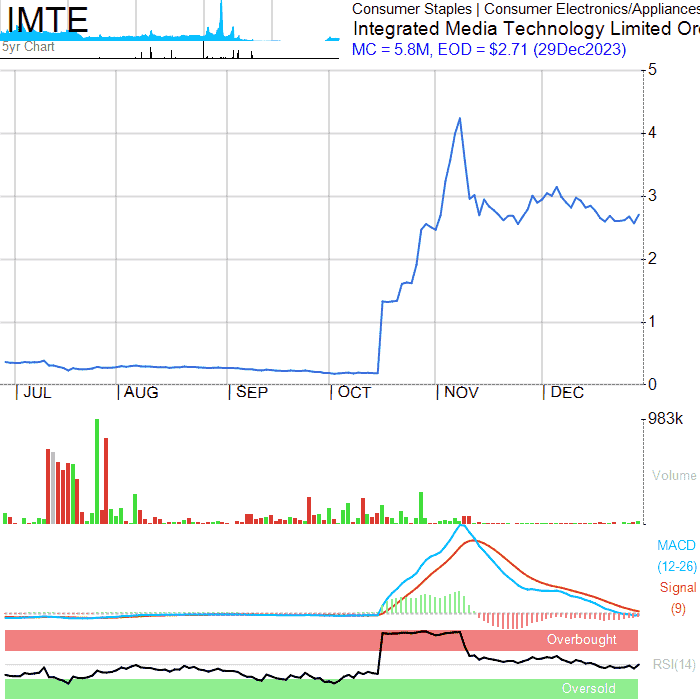 IMTE
5yr Chart
Consumer Staples | Consumer Electronics/Appliances
Integrated Media Technology Limited Or
MC = 5.8M, EOD = $2.71 (29Dec2023)
5
4
3
2
1
0
JUL AUG SEP OCT NOV DEC
983k
Volume
MACD
(12-26)
Signal
(9)
Overbought
RSI(14)
Oversold